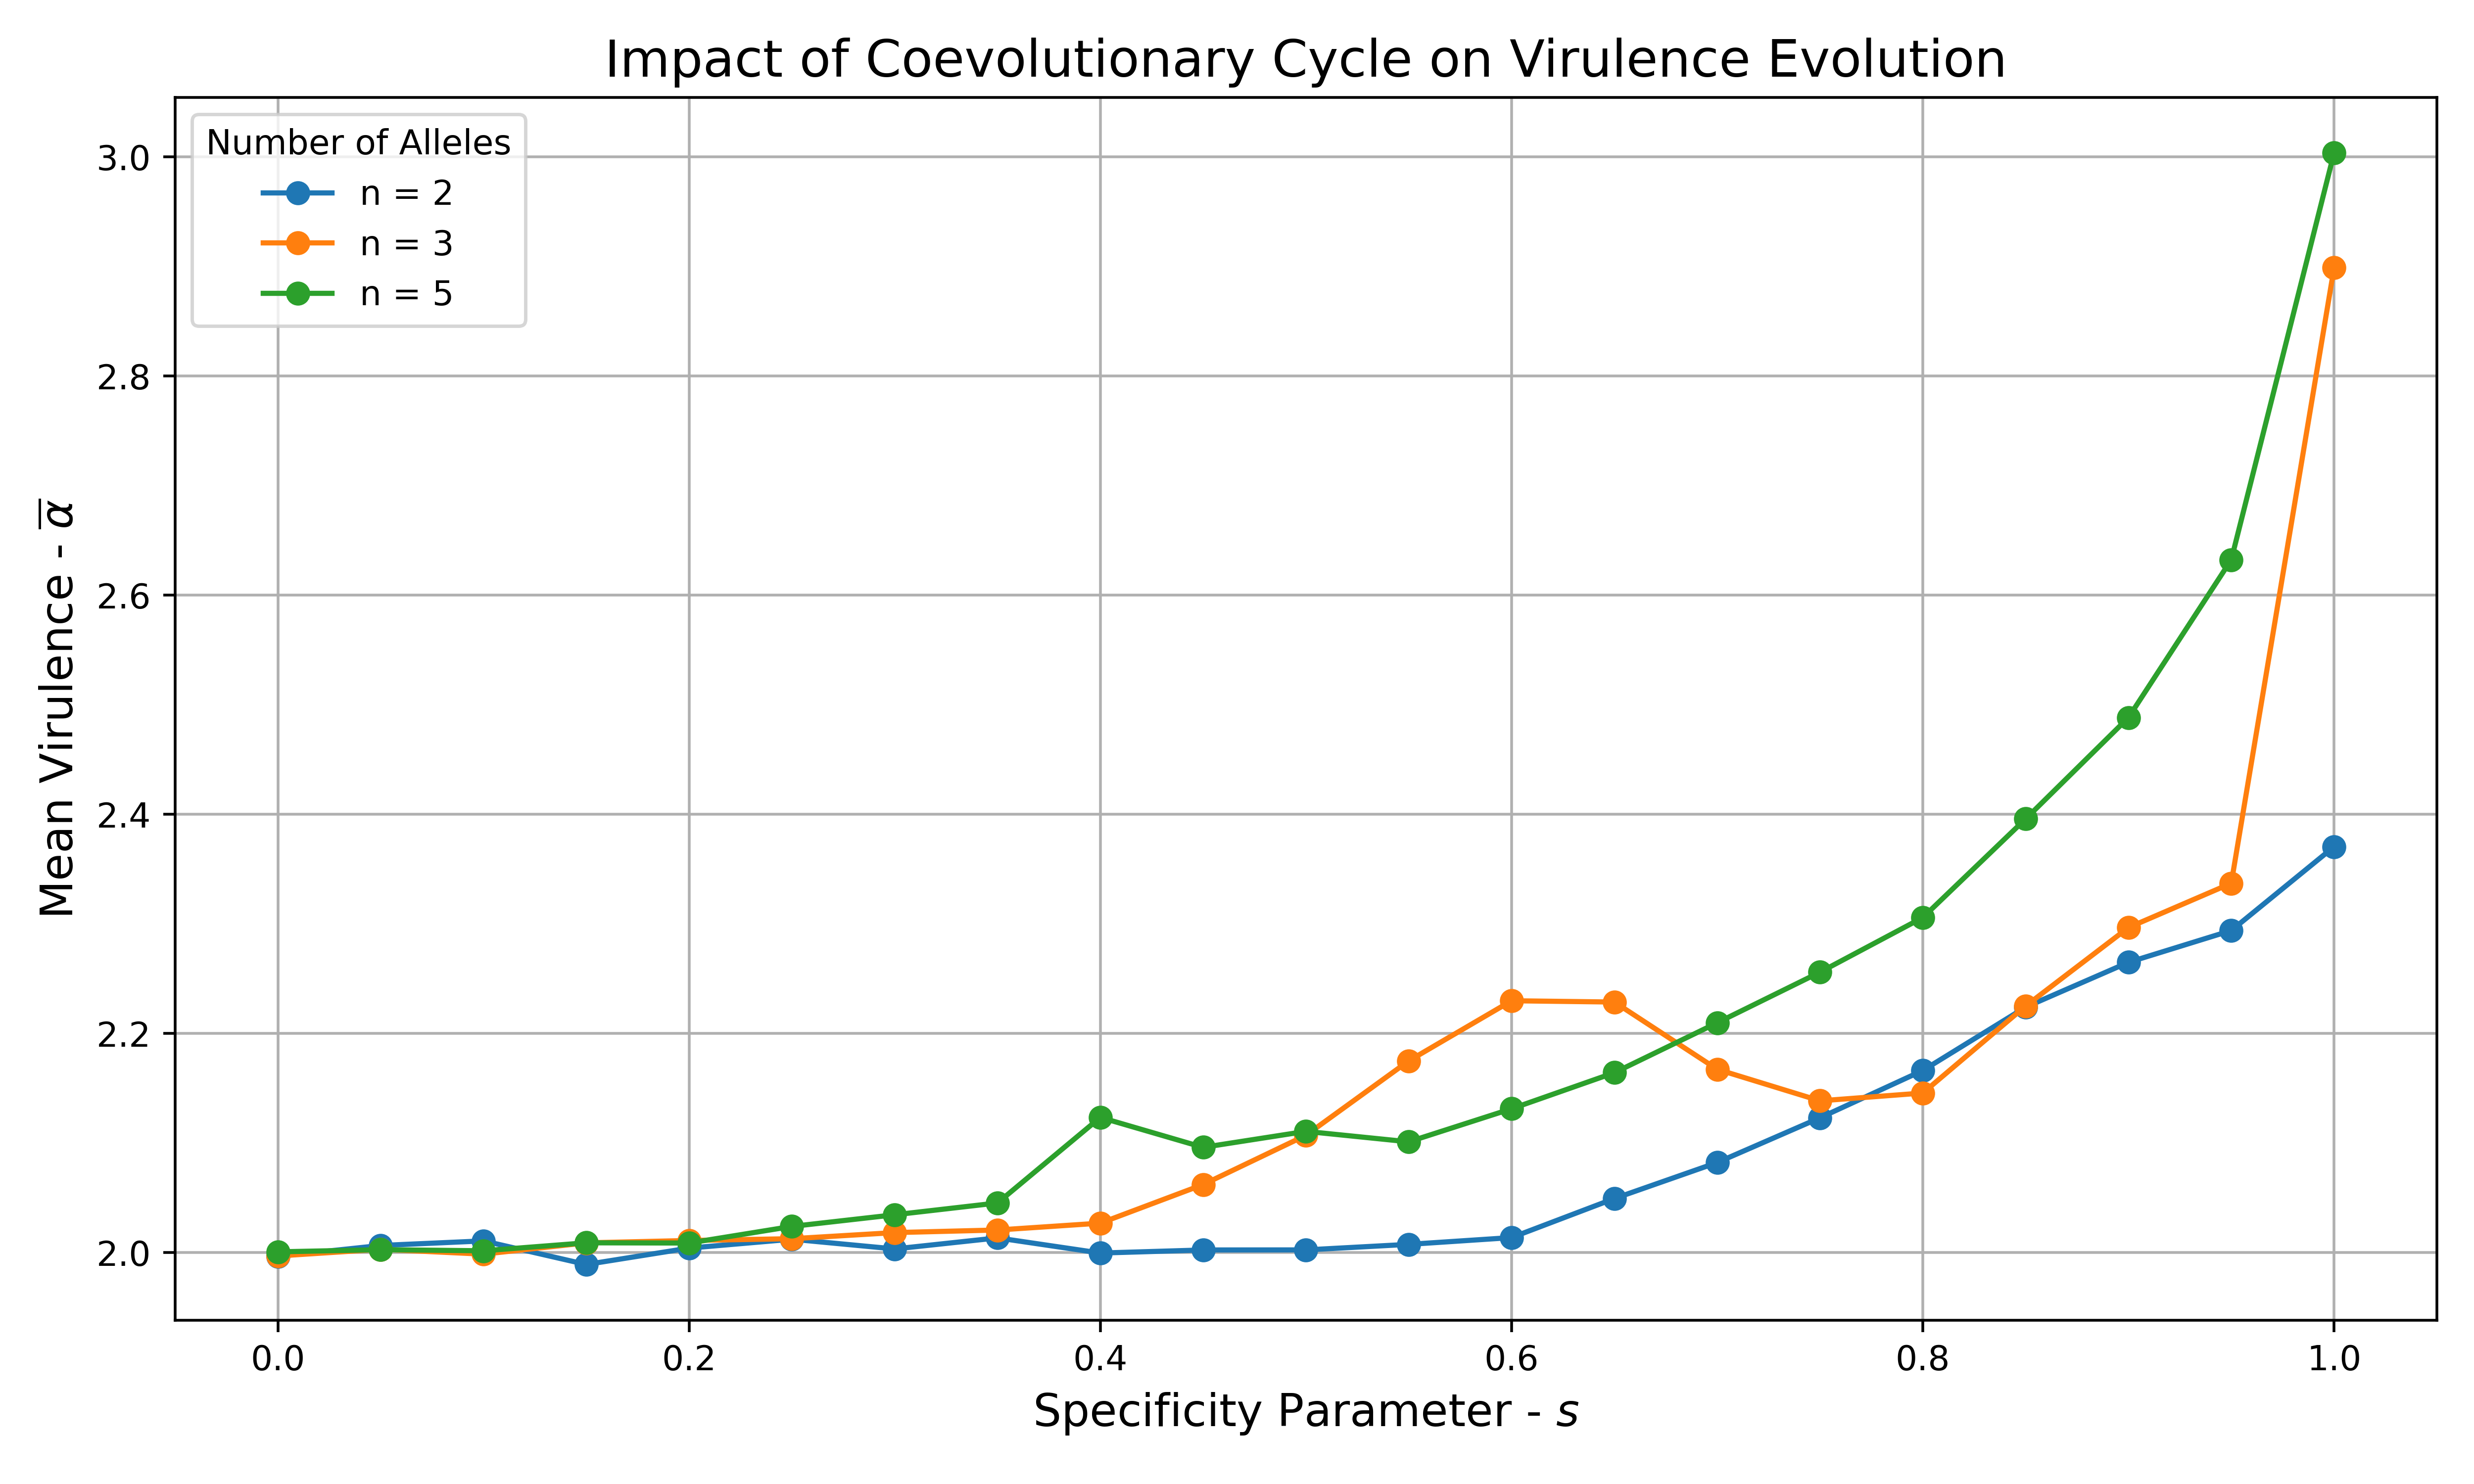 Impact of Coevolutionary Cycle on Virulence Evolution
Number of Alleles
n = 2
n = 3
n = 5
Mean Virulence - α̅
3.0
2.8
2.6
2.4
2.2
2.0
0.0 0.2 0.4 0.6 0.8 1.0
Specificity Parameter - s